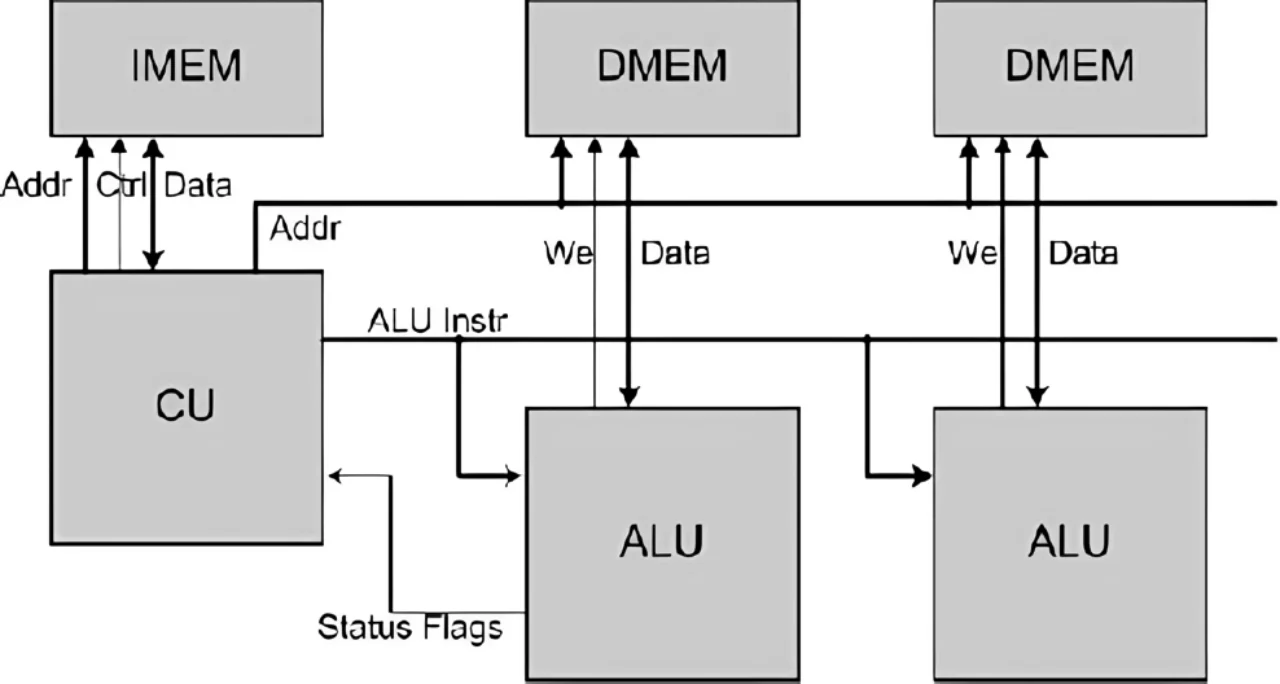 IMEM
DMEM
DMEM
Addr Ctrl Data
Addr
We Data
We Data
ALU Instr
CU
ALU
ALU
Status Flags